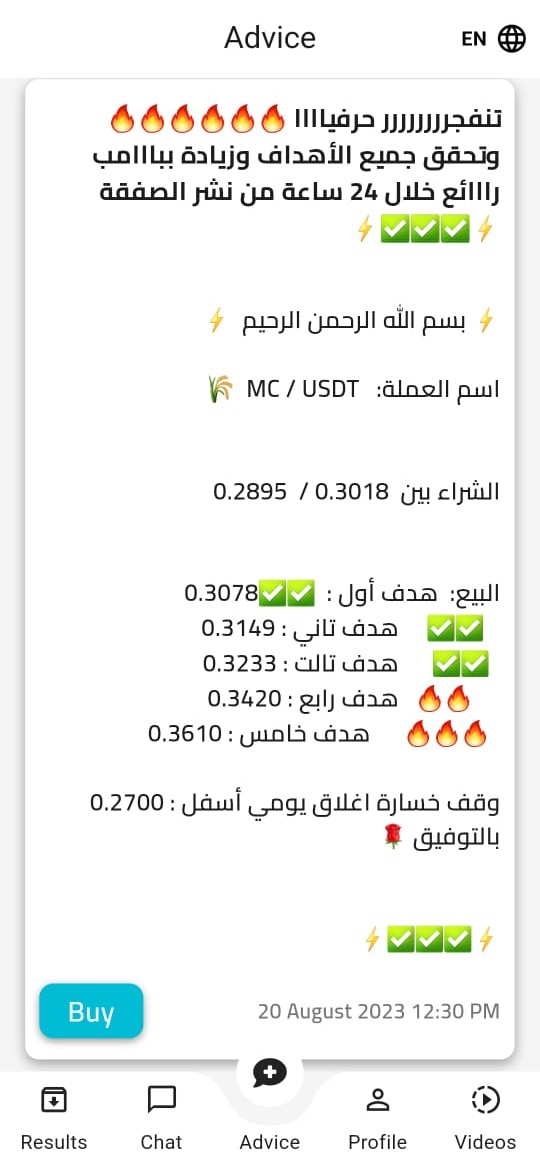 Advice
EN
تنفجرررررررر حرفياااا 🔥🔥🔥🔥🔥🔥
وتحقق جميع الأهداف وزيادة بباامب
راااائع خلال 24 ساعة من نشر الصفقة
⚡✅✅✅⚡
⚡ بسم الله الرحمن الرحيم ⚡
اسم العملة: MC / USDT 🌾
الشراء بين 0.3018 / 0.2895
البيع: هدف أول : ✅✅0.3078
✅✅ هدف تاني : 0.3149
✅✅ هدف تالت : 0.3233
🔥🔥 هدف رابع : 0.3420
🔥🔥🔥 هدف خامس : 0.3610
وقف خسارة اغلاق يومي أسفل : 0.2700
بالتوفيق 🌹
⚡✅✅✅⚡
Buy
20 August 2023 12:30 PM
Results
Chat
Advice
Profile
Videos